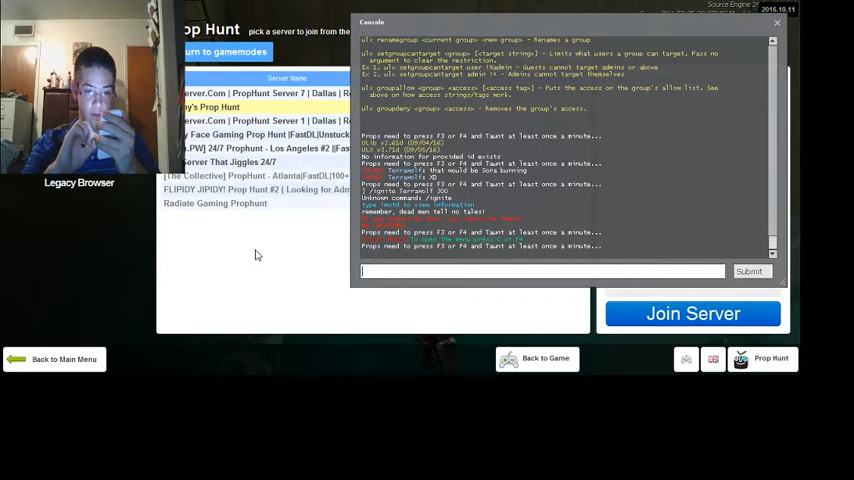 Source Engine 2
2016.10.11
op Hunt pick a server to join from the
turn to gamemodes
Server Name
Server.Com | PropHunt Server 7 | Dallas | Re
ny's Prop Hunt
Server.Com | PropHunt Server 1 | Dallas | Re
y Face Gaming Prop Hunt |FastDL|Unstuck
n.PW] 24/7 Prophunt - Los Angeles #2 ||Fas
Server That Jiggles 24/7
[The Collective] PropHunt - Atlanta|FastDL|100+
FLIPIDY JIPIDY! Prop Hunt #2 ( Looking for Adm
Radiate Gaming Prophunt
Legacy Browser
Console
ulx renamegroup <current group> <new group> - Renames a group
ulx setgroupcantarget <group> [<target string>] - Limits what users a group can target. Pass no
argument to clear the restriction.
Ex 1. ulx setgroupcantarget user !%admin - Guests cannot target admins or above
Ex 2. ulx setgroupcantarget admin !^ - Admins cannot target themselves
ulx groupallow <group> <access> [<access tag>] - Puts the access on the group's allow list. See
above on how access strings/tags work.
ulx groupdeny <group> <access> - Removes the group's access.
Props need to press F3 or F4 and Taunt at least once a minute...
ULib v2.61d (09/04/16)
ULX v3.71d (09/05/16)
No information for provided id exists
Props need to press F3 or F4 and Taunt at least once a minute...
Terrawolf: that would be Sora burning
Terrawolf: XD
Props need to press F3 or F4 and Taunt at least once a minute...
] /ignite Terrawolf 300
Unknown command: /ignite
type !motd to view information
remember, dead men tell no tales!
Props need to press F3 or F4 and Taunt at least once a minute...
To open the menu press C or F4
Props need to press F3 or F4 and Taunt at least once a minute...
Submit
Join Server
Back to Main Menu
Back to Game
Prop Hunt